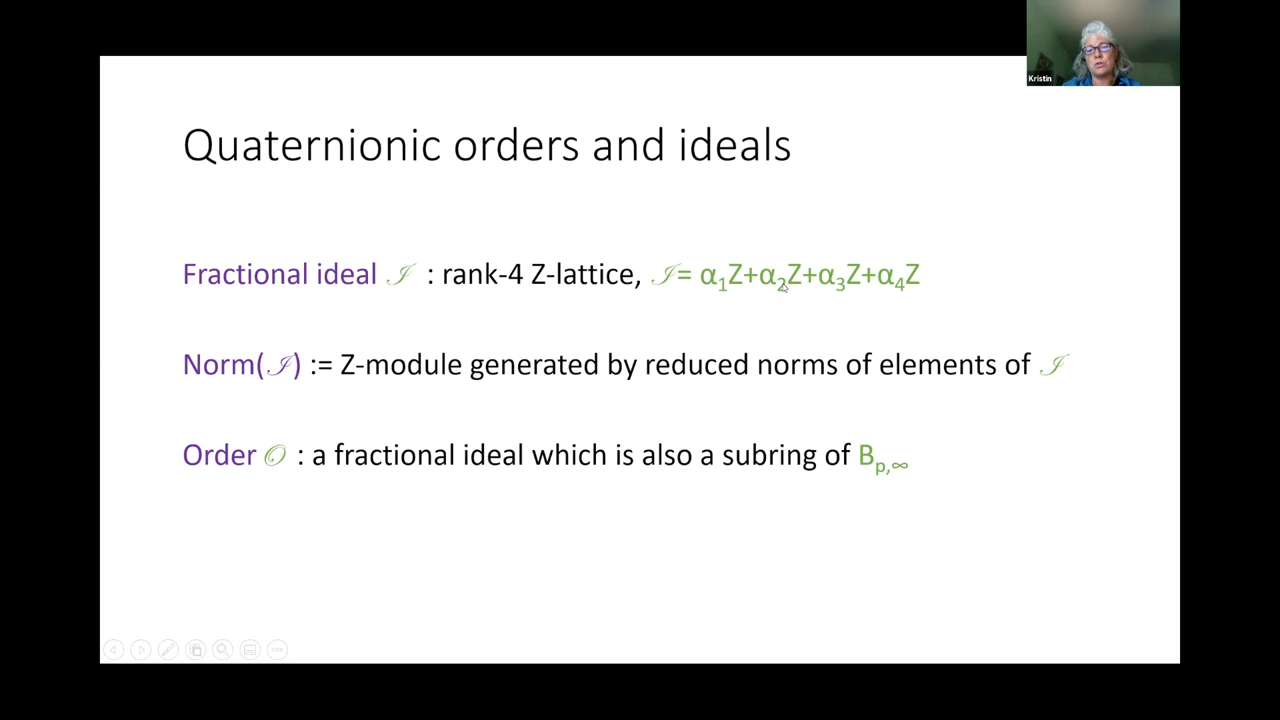 Kristin
Quaternionic orders and ideals
Fractional ideal ℐ : rank-4 Z-lattice, ℐ= α₁Z+α₂Z+α₃Z+α₄Z
Norm(ℐ) := Z-module generated by reduced norms of elements of ℐ
Order 𝒪 : a fractional ideal which is also a subring of Bp,∞